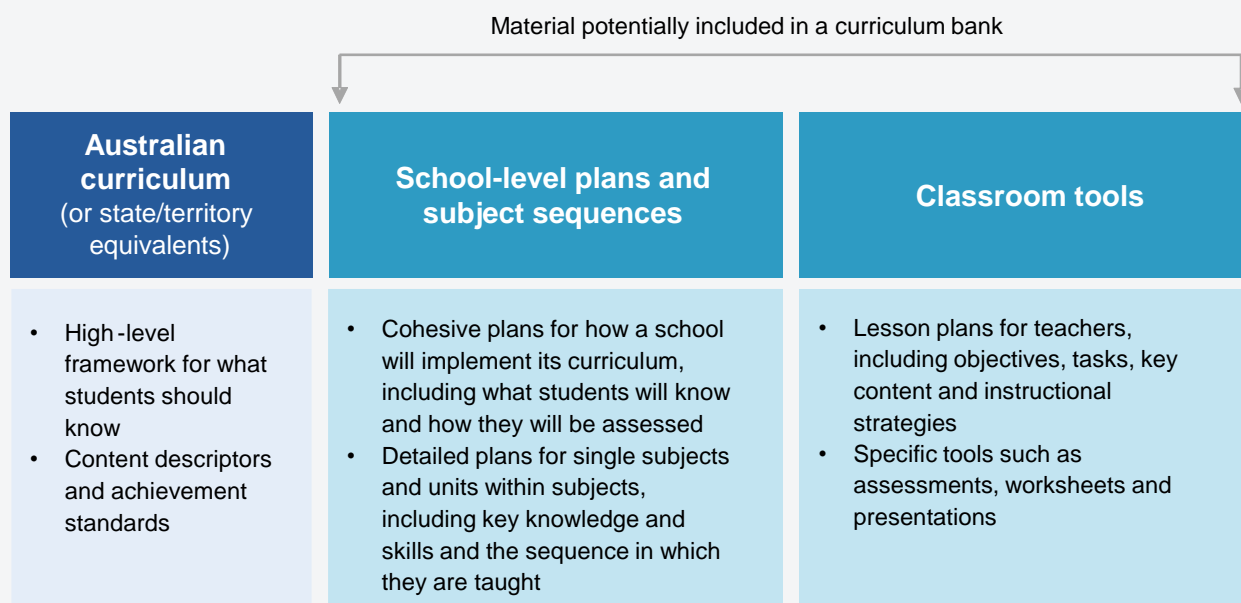 Material potentially included in a curriculum bank
Australian
curriculum
(or state/territory
equivalents)
School-level plans and
subject sequences
Classroom tools
• High-level
framework for what
students should
know
• Content descriptors
and achievement
standards
• Cohesive plans for how a school
will implement its curriculum,
including what students will know
and how they will be assessed
• Detailed plans for single subjects
and units within subjects,
including key knowledge and
skills and the sequence in which
they are taught
• Lesson plans for teachers,
including objectives, tasks, key
content and instructional
strategies
• Specific tools such as
assessments, worksheets and
presentations